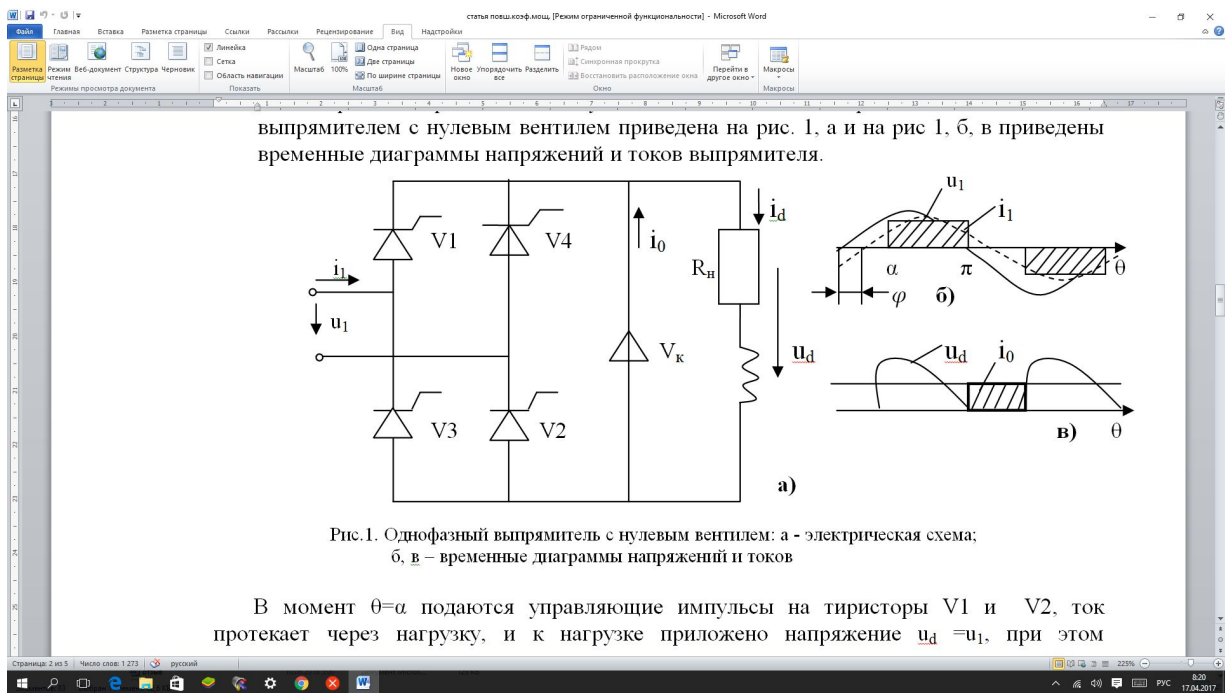 статья повш.коэф.мощ. [Режим ограниченной функциональности] - Microsoft Word
Файл Главная Вставка Разметка страницы Ссылки Рассылки Рецензирование Вид Надстройки
Разметка страницы
Режим чтения
Веб-документ
Структура
Черновик
Режимы просмотра документа
Линейка
Сетка
Область навигации
Показать
Масштаб
100%
Одна страница
Две страницы
По ширине страницы
Масштаб
Новое окно
Упорядочить все
Разделить
Рядом
Синхронная прокрутка
Восстановить расположение окна
Окно
Перейти в другое окно
Макросы
Макросы
выпрямителем с нулевым вентилем приведена на рис. 1, а и на рис 1, б, в приведены
временные диаграммы напряжений и токов выпрямителя.
V1
V4
i1
u1
V3
V2
i0
Vк
id
Rн
ud
а)
u1
i1
α
π
θ
φ
б)
ud
i0
в)
θ
Рис.1. Однофазный выпрямитель с нулевым вентилем: а - электрическая схема;
б, в – временные диаграммы напряжений и токов
В момент θ=α подаются управляющие импульсы на тиристоры V1 и V2, ток
протекает через нагрузку, и к нагрузке приложено напряжение ud =u1, при этом
Страница: 2 из 5 Число слов: 1 273 русский 225%
РУС 8:20
17.04.2017